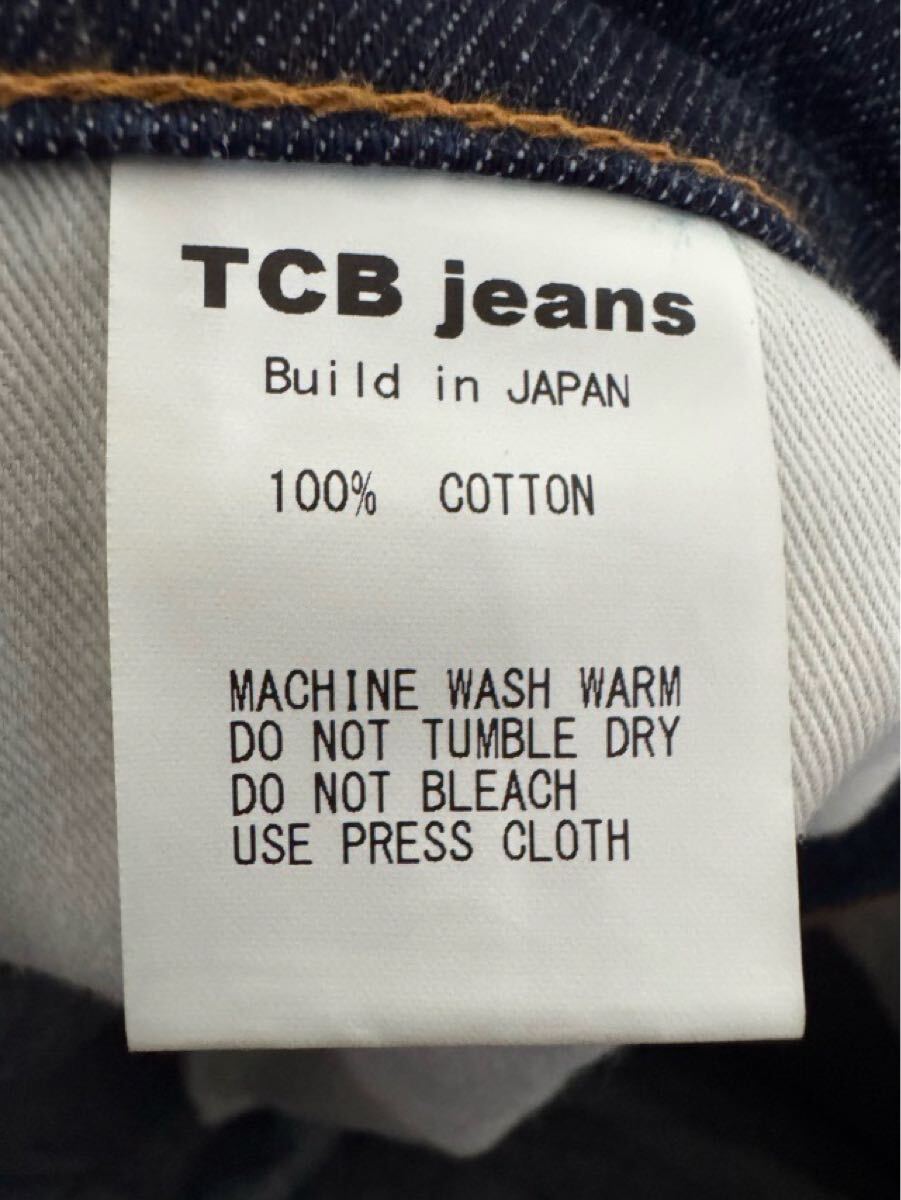 TCB jeans
Build in JAPAN
100% COTTON
MACHINE WASH WARM
DO NOT TUMBLE DRY
DO NOT BLEACH
USE PRESS CLOTH